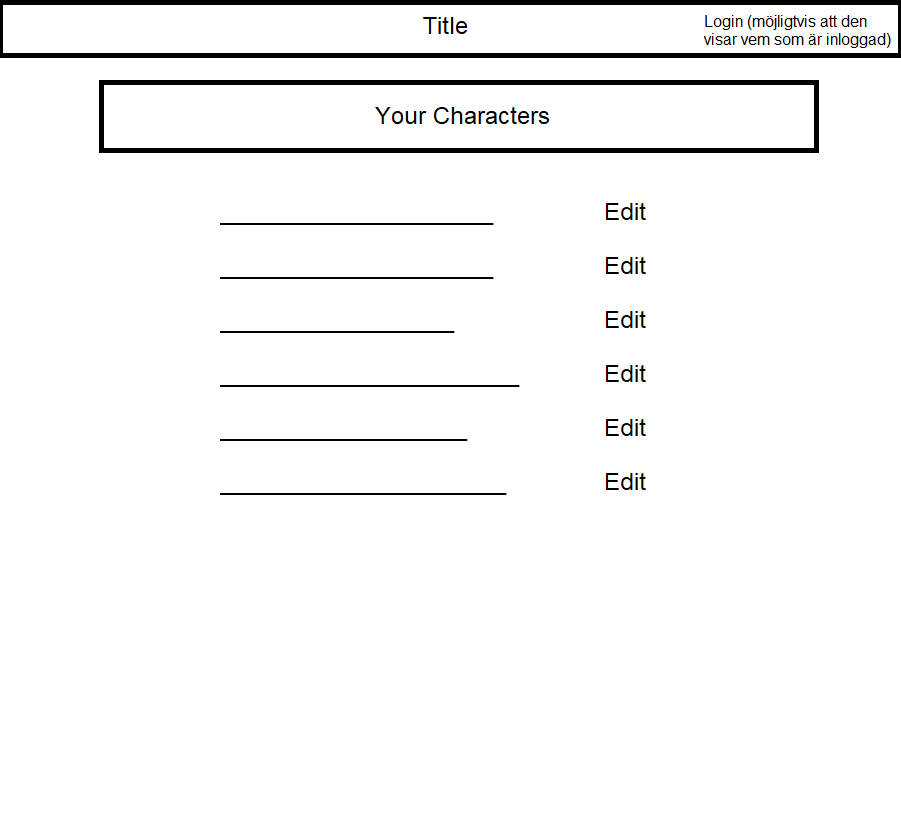 Title
Login (möjligtvis att den
visar vem som är inloggad)
Your Characters
Edit
Edit
Edit
Edit
Edit
Edit